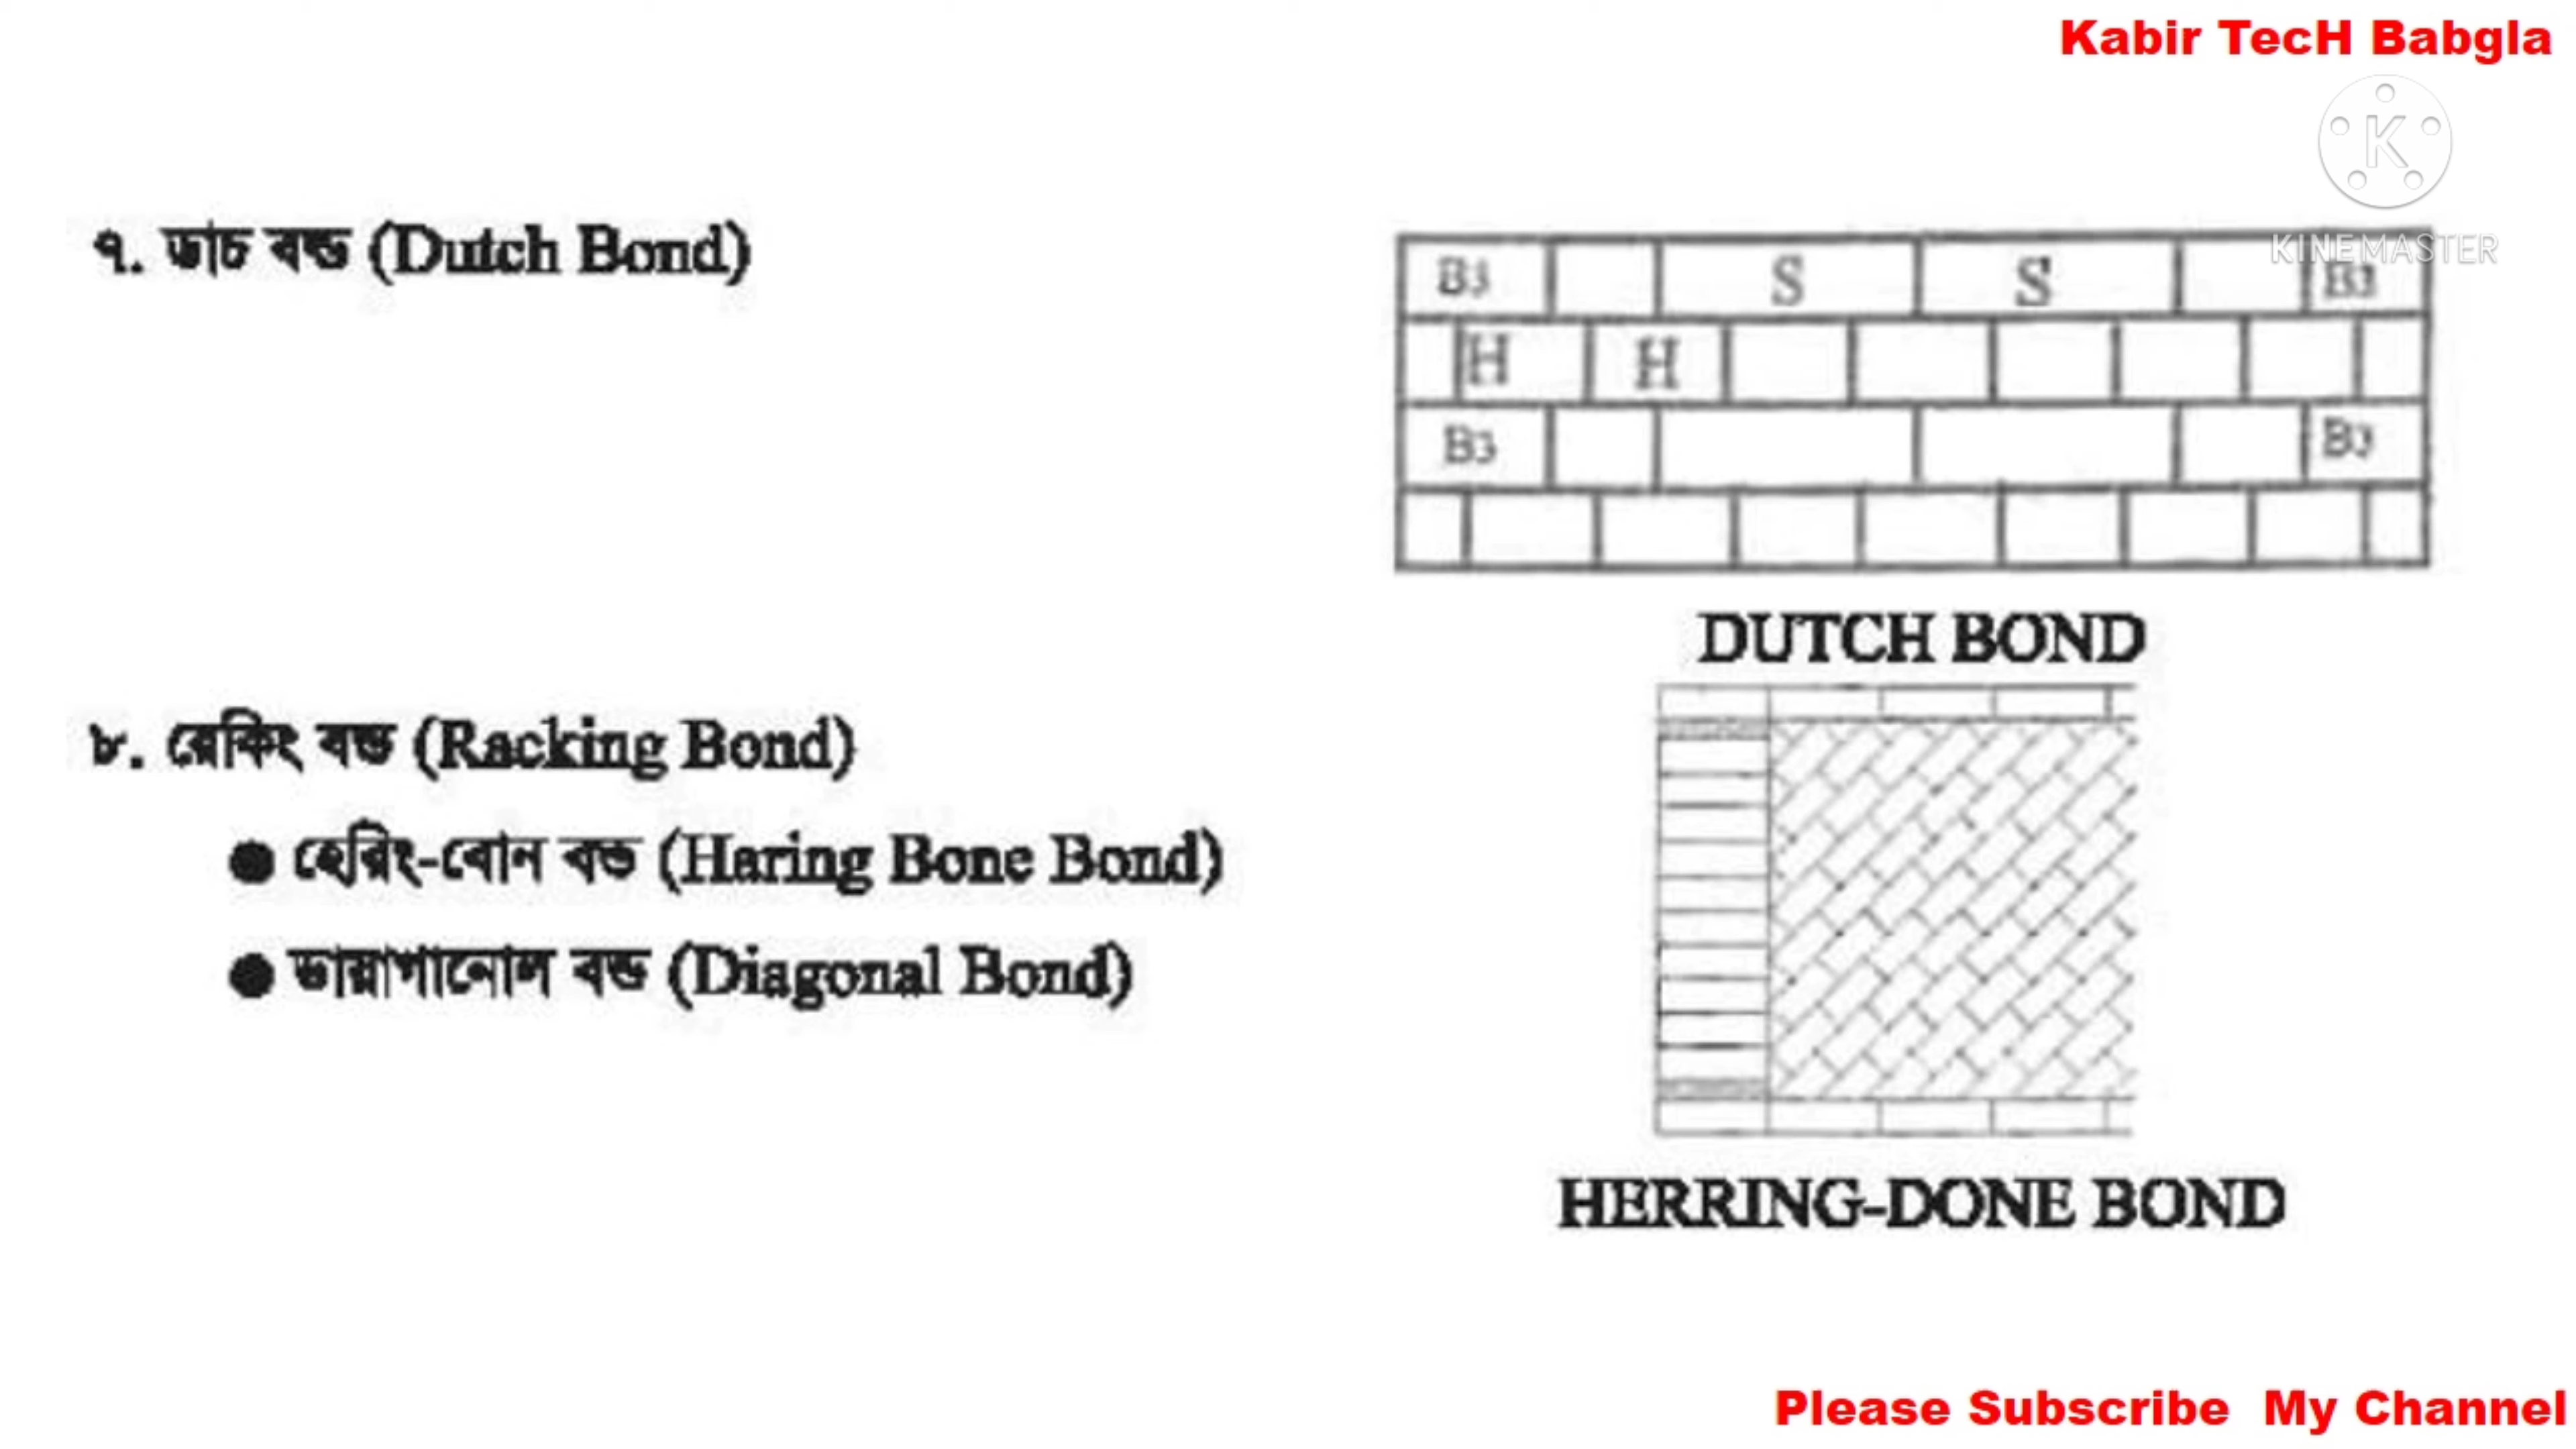 Kabir TecH Babgla
K
KINEMASTER
৭. ডাচ বন্ড (Dutch Bond)
B3 S S B3
H H
B3 B3
DUTCH BOND
৮. রেকিং বন্ড (Racking Bond)
● হেরিং-বোন বন্ড (Haring Bone Bond)
● ডায়াগানোল বন্ড (Diagonal Bond)
HERRING-DONE BOND
Please Subscribe My Channel